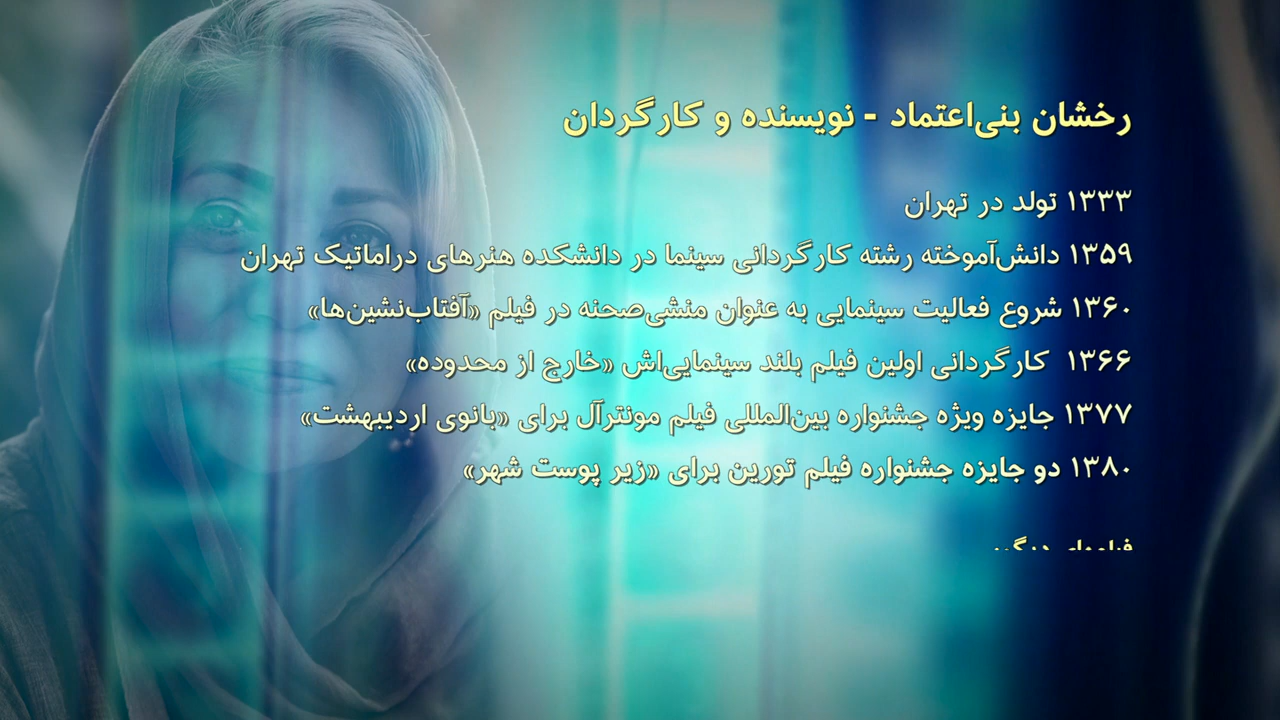 رخشان بنی‌اعتماد - نویسنده و کارگردان
۱۳۳۳ تولد در تهران
۱۳۵۹ دانش‌آموخته رشته کارگردانی سینما در دانشکده هنرهای دراماتیک تهران
۱۳۶۰ شروع فعالیت سینمایی به عنوان منشی‌صحنه در فیلم «آفتاب‌نشین‌ها»
۱۳۶۶ کارگردانی اولین فیلم بلند سینمایی‌اش «خارج از محدوده»
۱۳۷۷ جایزه ویژه جشنواره بین‌المللی فیلم مونترآل برای «بانوی اردیبهشت»
۱۳۸۰ دو جایزه جشنواره فیلم تورین برای «زیر پوست شهر»